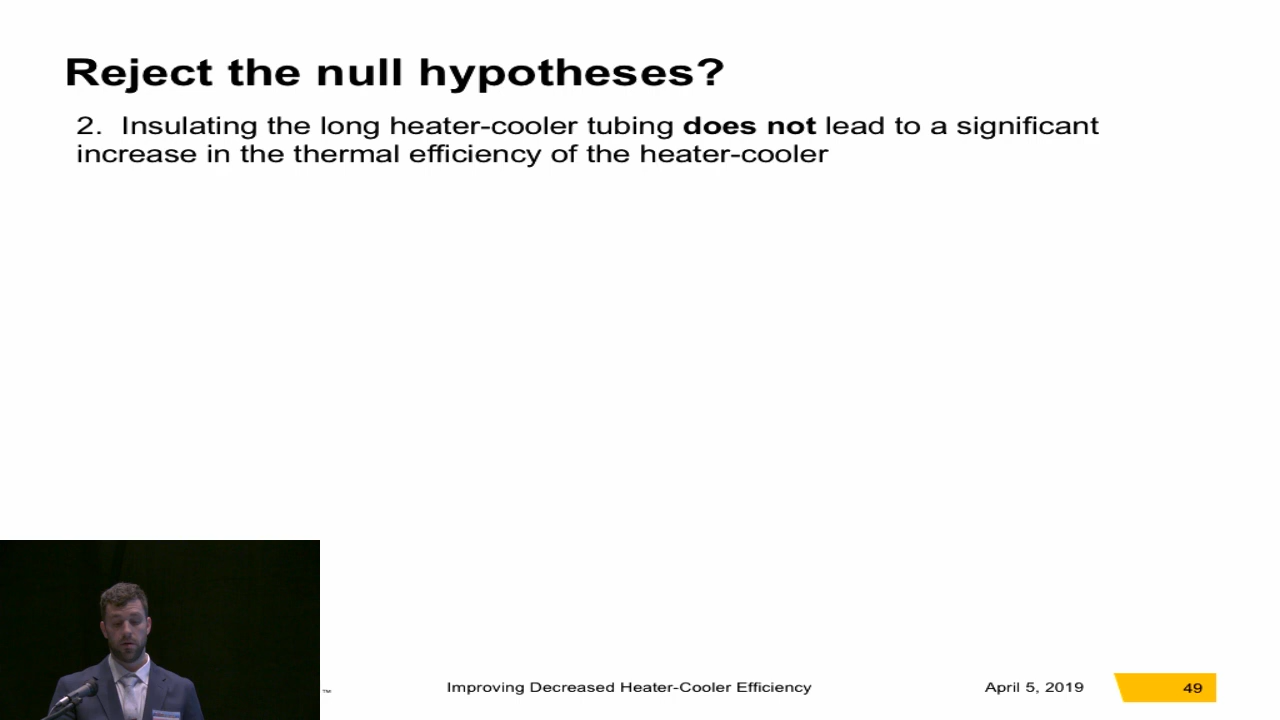 Reject the null hypotheses?
2. Insulating the long heater-cooler tubing does not lead to a significant
increase in the thermal efficiency of the heater-cooler
™
Improving Decreased Heater-Cooler Efficiency
April 5, 2019
49